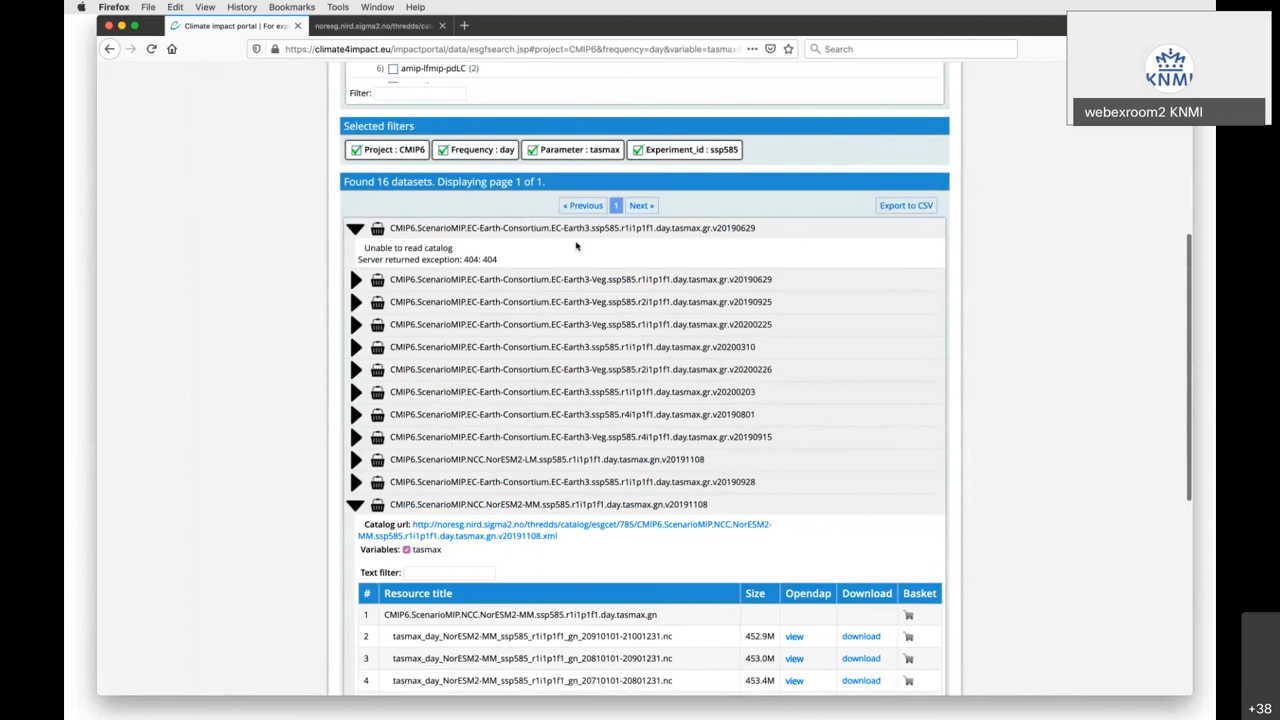 Firefox File Edit View History Bookmarks Tools Window Help
Climate impact portal | For exp
noresg.nird.sigma2.no/thredds/cat
https://climate4impact.eu/impactportal/data/esgfsearch.jsp#project=CMIP6&frequency=day&variable=tasmax
Search
KNMI
webexroom2 KNMI
6) amip-lfmip-pdLC (2)
Filter:
Selected filters
Project : CMIP6 Frequency : day Parameter : tasmax Experiment_id : ssp585
Found 16 datasets. Displaying page 1 of 1.
« Previous 1 Next » Export to CSV
CMIP6.ScenarioMIP.EC-Earth-Consortium.EC-Earth3.ssp585.r1i1p1f1.day.tasmax.gr.v20190629
Unable to read catalog
Server returned exception: 404: 404
CMIP6.ScenarioMIP.EC-Earth-Consortium.EC-Earth3-Veg.ssp585.r1i1p1f1.day.tasmax.gr.v20190629
CMIP6.ScenarioMIP.EC-Earth-Consortium.EC-Earth3-Veg.ssp585.r1i1p1f1.day.tasmax.gr.v20190925
CMIP6.ScenarioMIP.EC-Earth-Consortium.EC-Earth3-Veg.ssp585.r1i1p1f1.day.tasmax.gr.v20200225
CMIP6.ScenarioMIP.EC-Earth-Consortium.EC-Earth3.ssp585.r1i1p1f1.day.tasmax.gr.v20200310
CMIP6.ScenarioMIP.EC-Earth-Consortium.EC-Earth3-Veg.ssp585.r2i1p1f1.day.tasmax.gr.v20200226
CMIP6.ScenarioMIP.EC-Earth-Consortium.EC-Earth3.ssp585.r1i1p1f1.day.tasmax.gr.v20200203
CMIP6.ScenarioMIP.EC-Earth-Consortium.EC-Earth3.ssp585.r4i1p1f1.day.tasmax.gr.v20190801
CMIP6.ScenarioMIP.EC-Earth-Consortium.EC-Earth3-Veg.ssp585.r4i1p1f1.day.tasmax.gr.v20190915
CMIP6.ScenarioMIP.NCC.NorESM2-LM.ssp585.r1i1p1f1.day.tasmax.gn.v20191108
CMIP6.ScenarioMIP.EC-Earth-Consortium.EC-Earth3.ssp585.r1i1p1f1.day.tasmax.gr.v20190928
CMIP6.ScenarioMIP.NCC.NorESM2-MM.ssp585.r1i1p1f1.day.tasmax.gn.v20191108
Catalog url: http://noresg.nird.sigma2.no/thredds/catalog/esgcet/785/CMIP6.ScenarioMIP.NCC.NorESM2-
MM.ssp585.r1i1p1f1.day.tasmax.gn.v20191108.xml
Variables: tasmax
Text filter:
# Resource title Size Opendap Download Basket
1 CMIP6.ScenarioMIP.NCC.NorESM2-MM.ssp585.r1i1p1f1.day.tasmax.gn
2 tasmax_day_NorESM2-MM_ssp585_r1i1p1f1_gn_20910101-21001231.nc 452.9M view download
3 tasmax_day_NorESM2-MM_ssp585_r1i1p1f1_gn_20810101-20901231.nc 453.0M view download
4 tasmax_day_NorESM2-MM_ssp585_r1i1p1f1_gn_20710101-20801231.nc 453.4M view download
+38